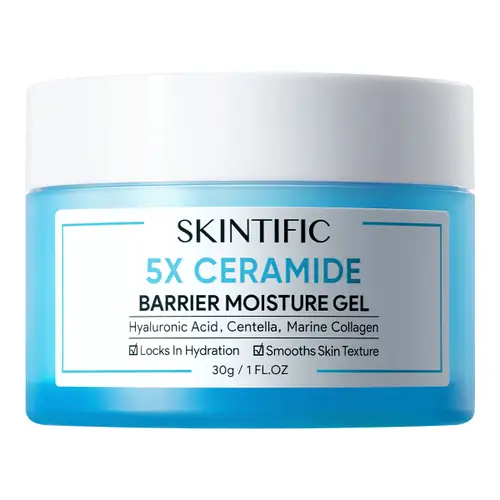 SKINTIFIC
5X CERAMIDE
BARRIER MOISTURE GEL
Hyaluronic Acid, Centella, Marine Collagen
☑Locks In Hydration ☑Smooths Skin Texture
30g / 1 FL.OZ